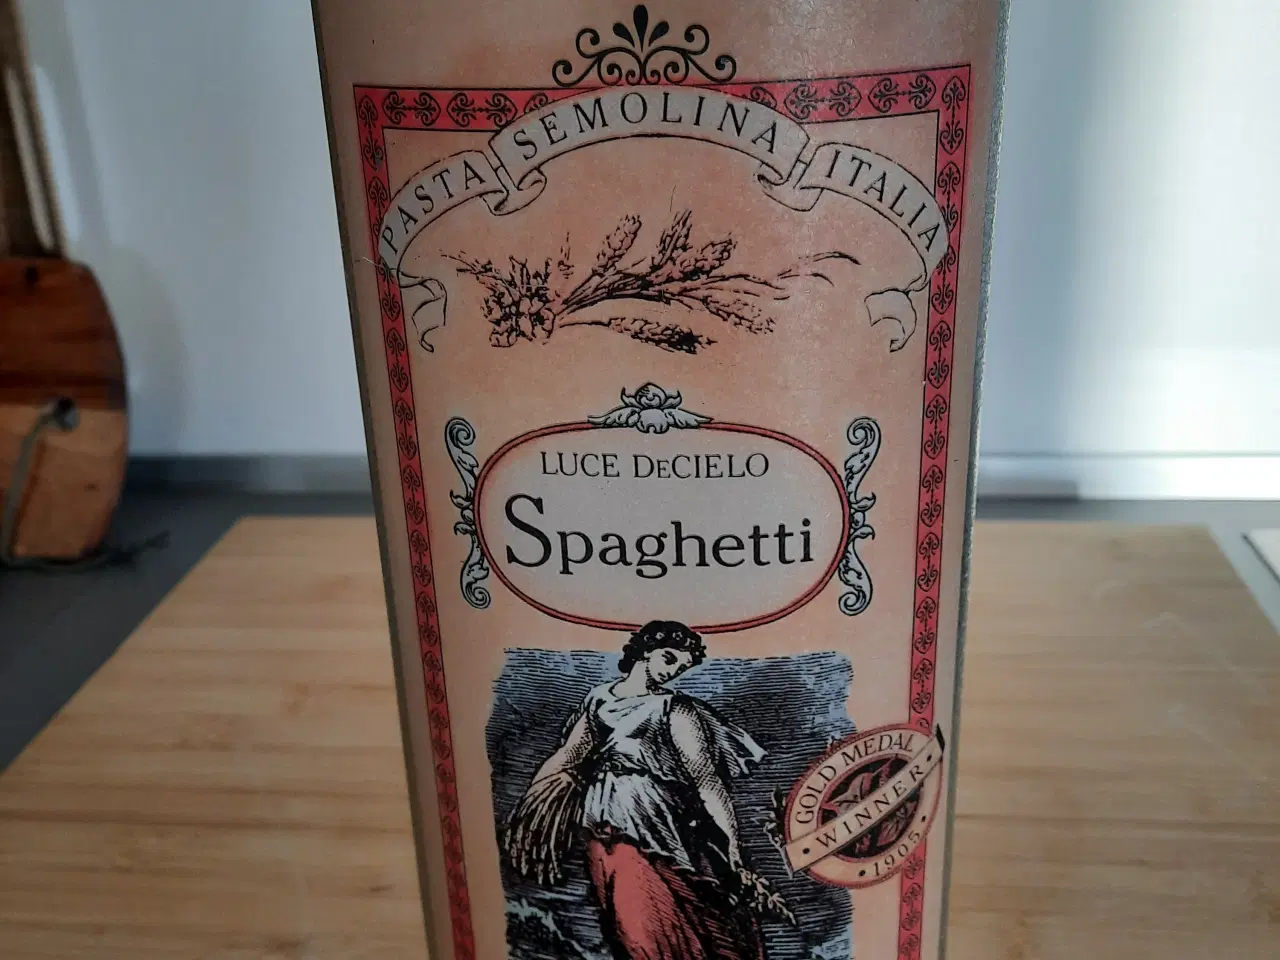 PASTA SEMOLINA ITALIA
LUCE DECIELO
Spaghetti
GOLD MEDAL
• WINNER •
• 1905 •